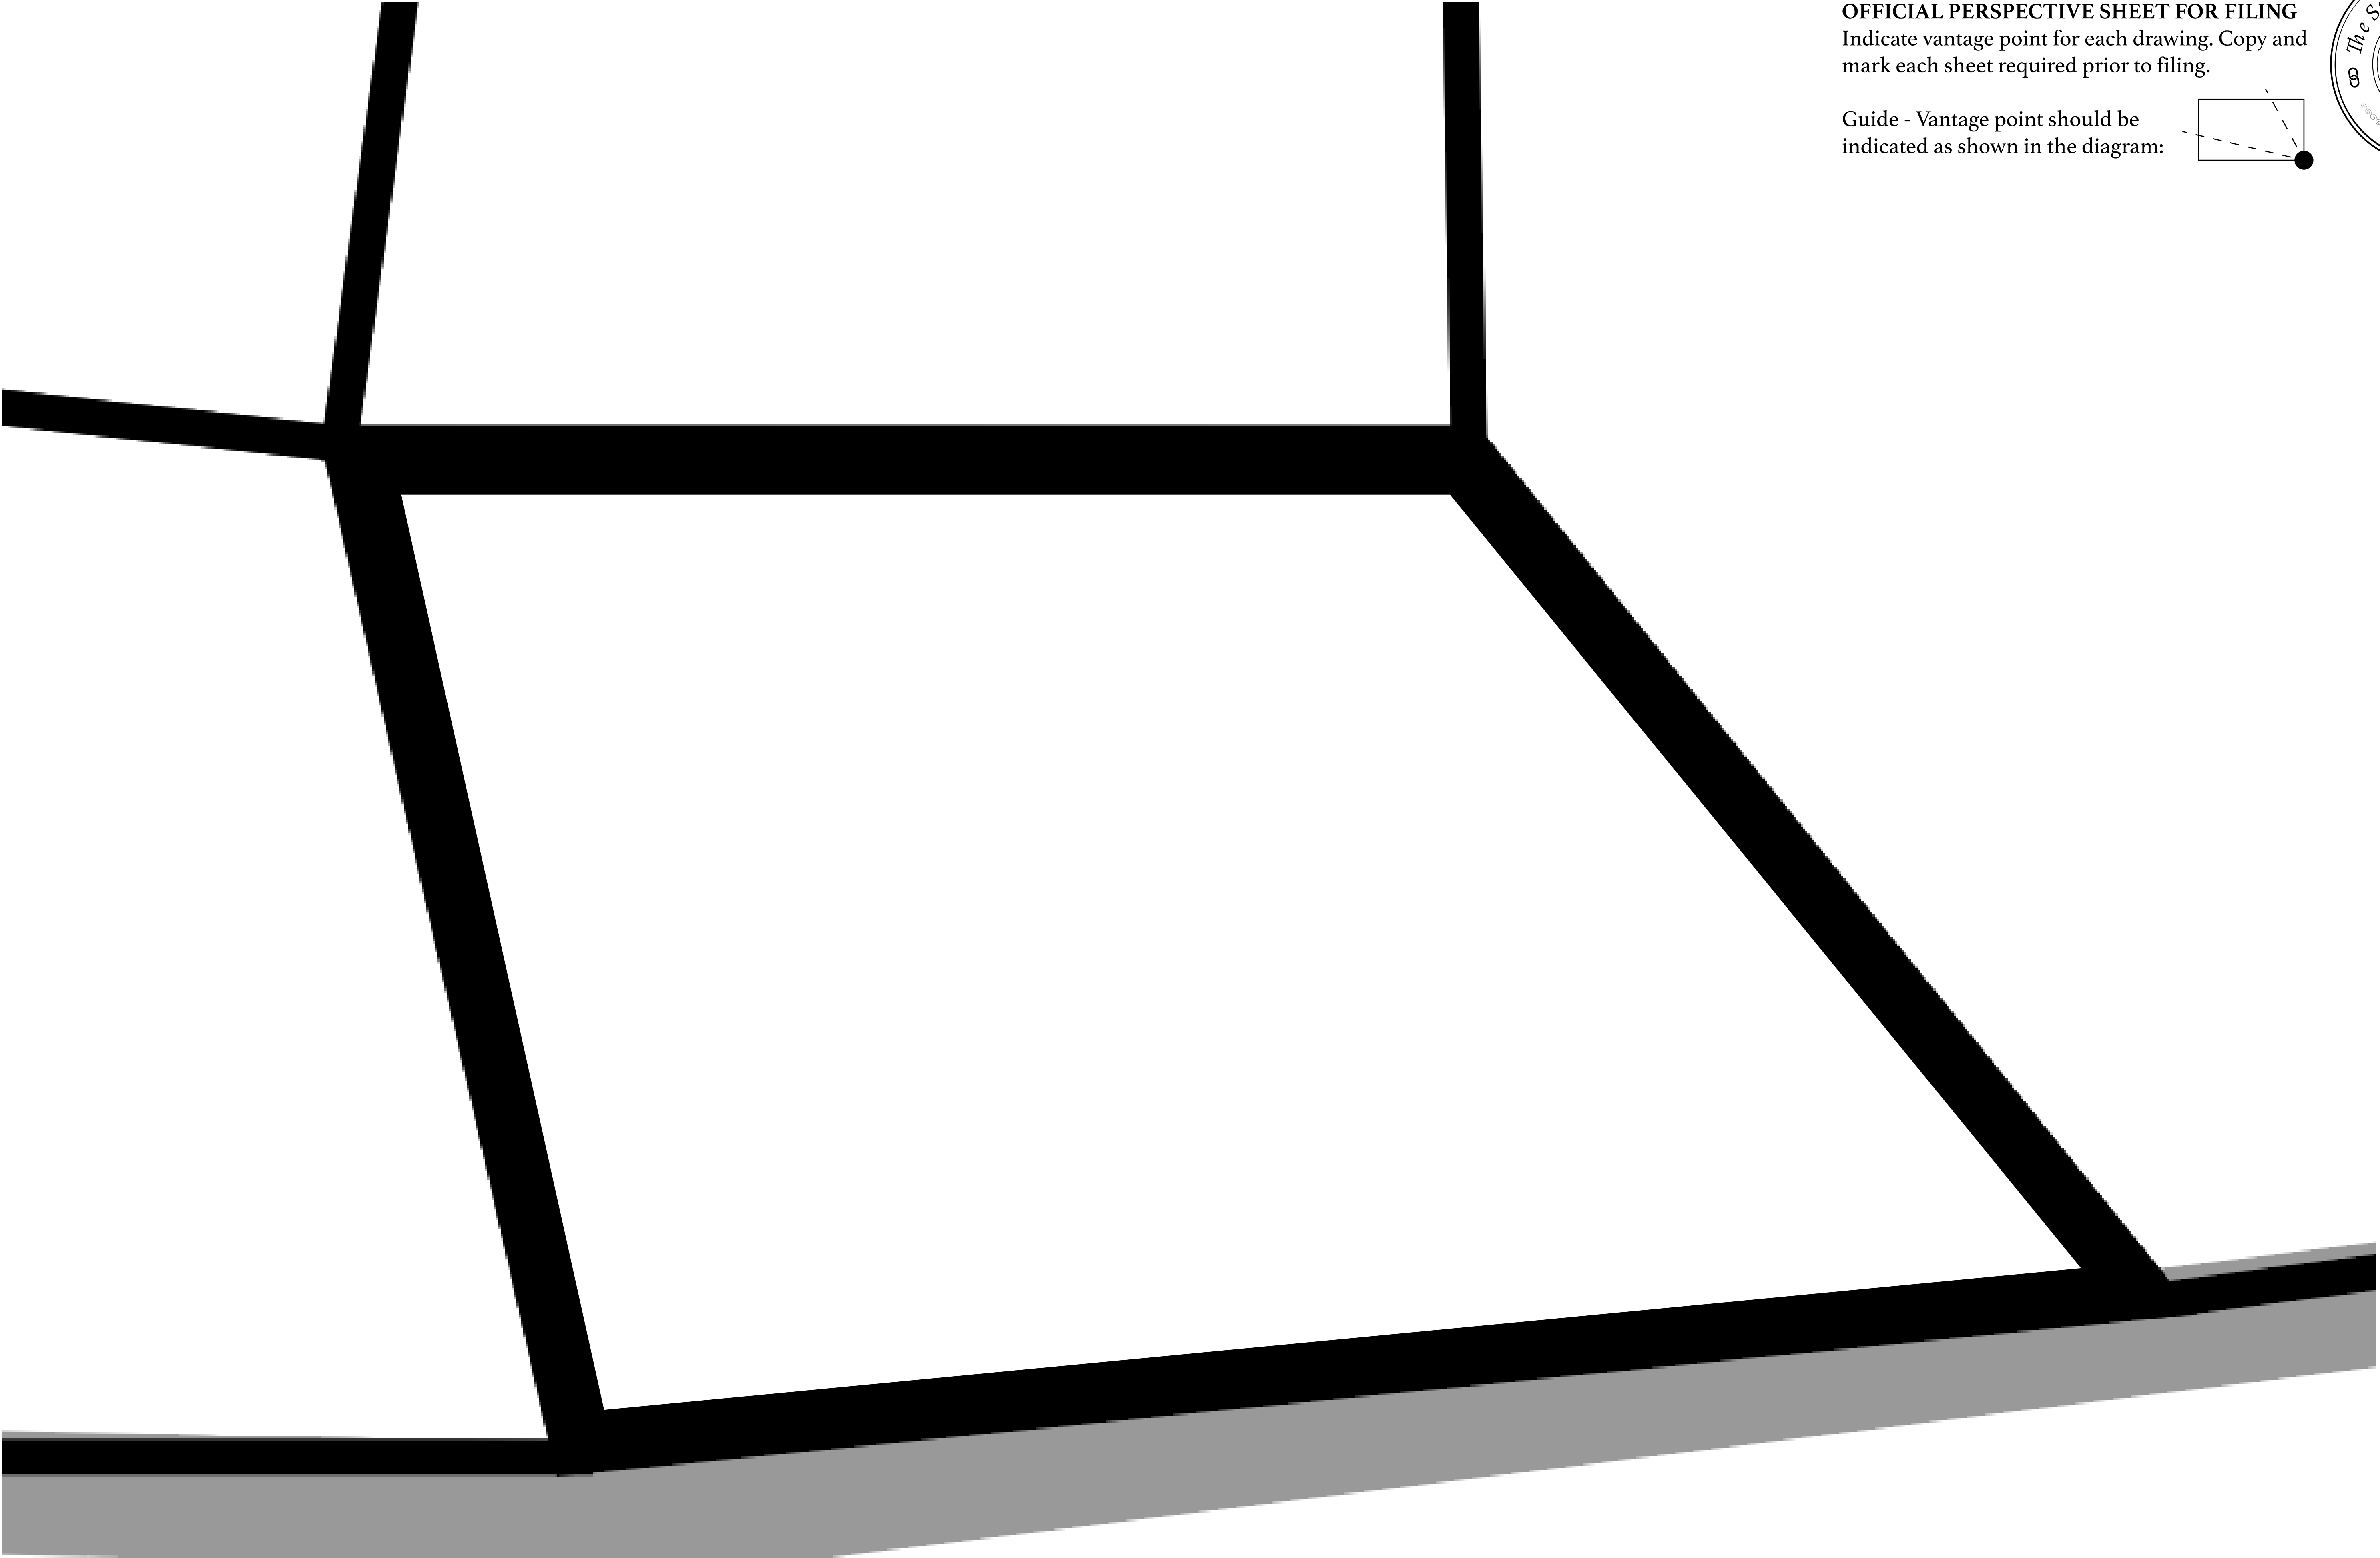 OFFICIAL PERSPECTIVE SHEET FOR FILING
Indicate vantage point for each drawing. Copy and
mark each sheet required prior to filing.
Guide - Vantage point should be
indicated as shown in the diagram:
The